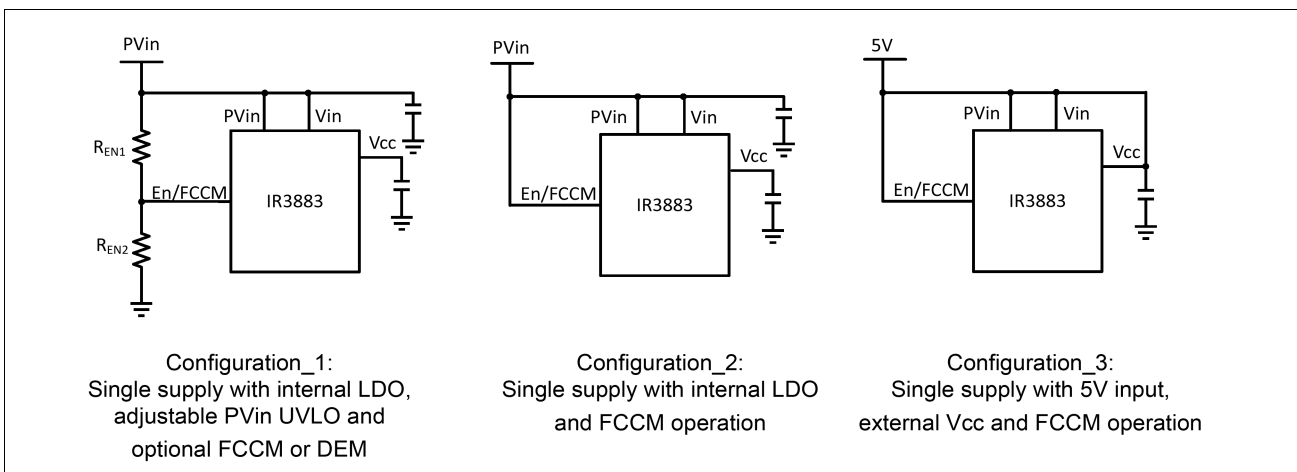 PVin
PVin
Vin
Vcc
R_EN1
En/FCCM
IR3883
R_EN2
Configuration_1:
Single supply with internal LDO,
adjustable PVin UVLO and
optional FCCM or DEM
PVin
PVin
Vin
Vcc
En/FCCM
IR3883
Configuration_2:
Single supply with internal LDO
and FCCM operation
5V
PVin
Vin
Vcc
En/FCCM
IR3883
Configuration_3:
Single supply with 5V input,
external Vcc and FCCM operation